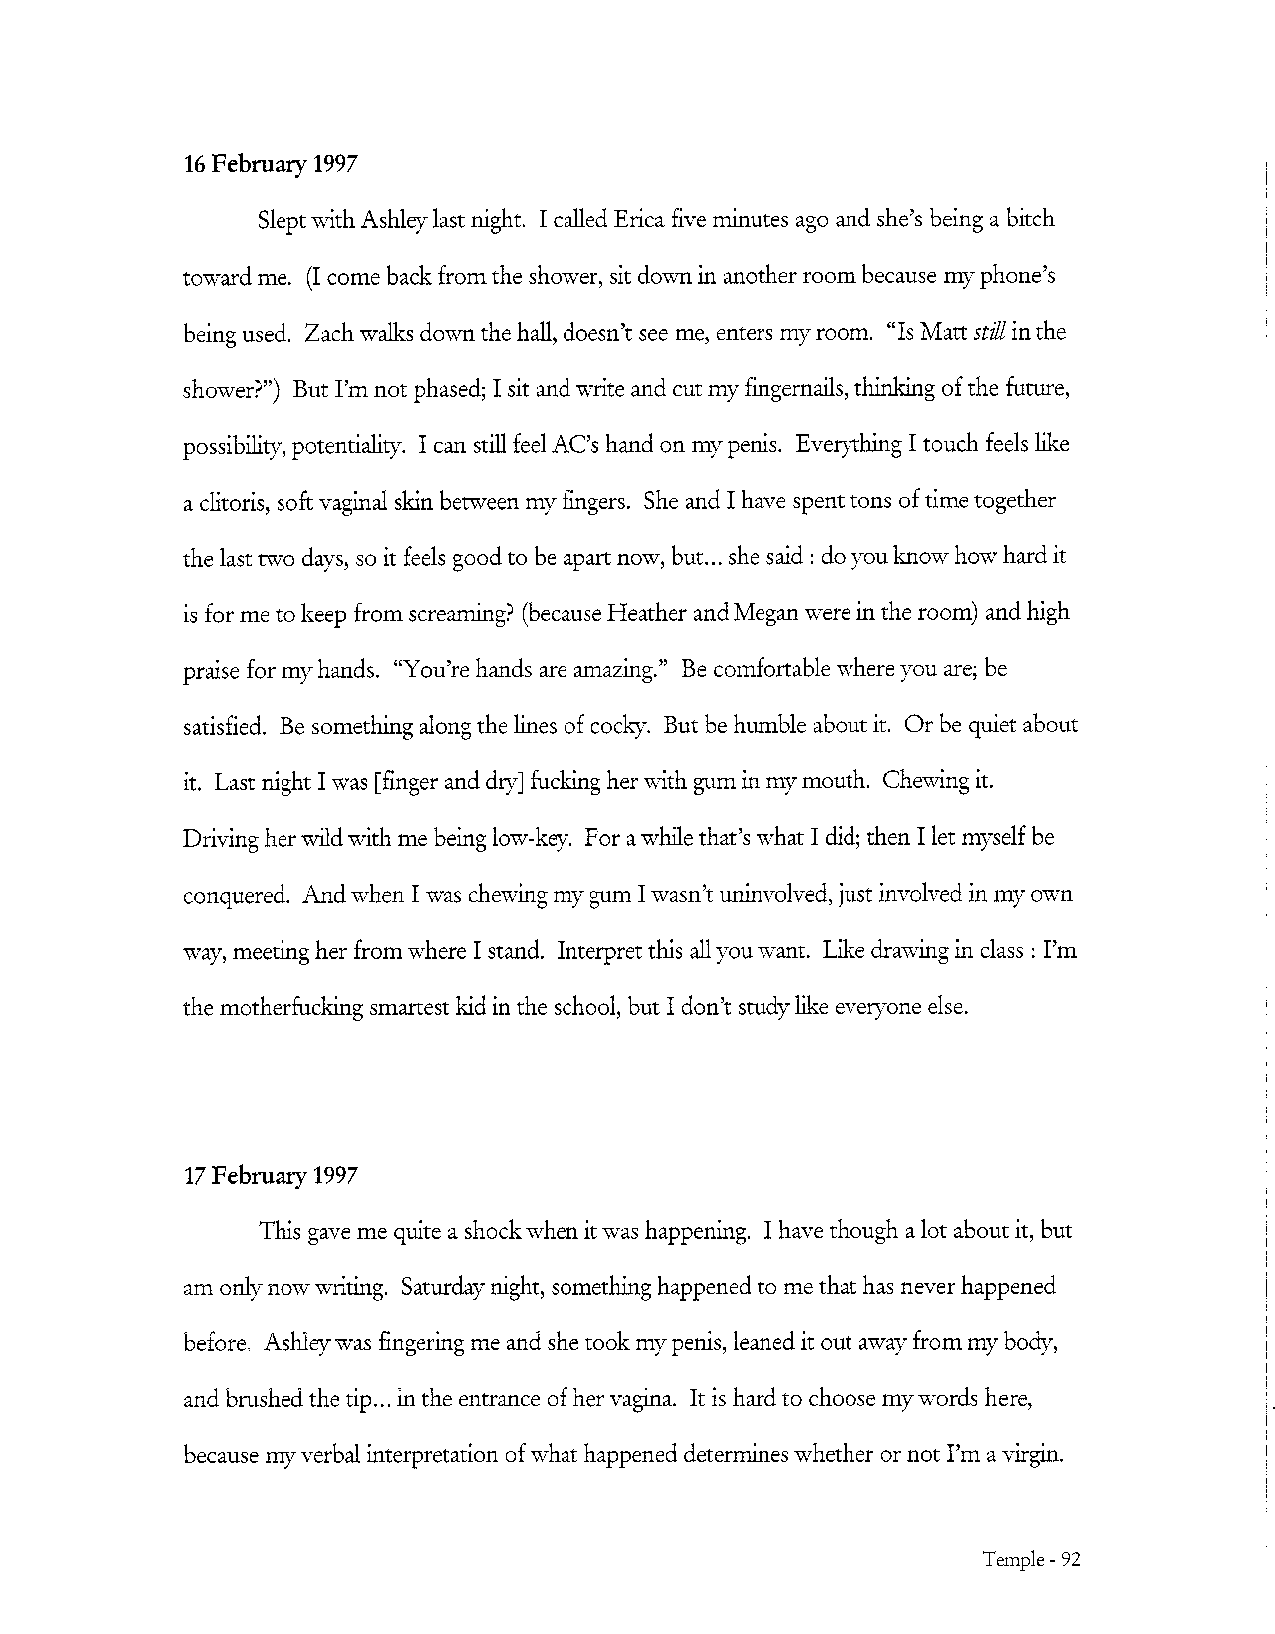 16 February 1997
Slept with Ashley last night. I called Erica five minutes ago and she's being a bitch
toward me. (I come back from the shower, sit down in another room because my phone's
being used. Zach walks down the hall, doesn't see me, enters my room. “Is Matt still in the
shower?”) But I'm not phased; I sit and write and cut my fingernails, thinking of the future,
possibility, potentiality. I can still feel AC's hand on my penis. Everything I touch feels like
a clitoris, soft vaginal skin between my fingers. She and I have spent tons of time together
the last two days, so it feels good to be apart now, but... she said : do you know how hard it
is for me to keep from screaming? (because Heather and Megan were in the room) and high
praise for my hands. “You're hands are amazing.” Be comfortable where you are; be
satisfied. Be something along the lines of cocky. But be humble about it. Or be quiet about
it. Last night I was [finger and dry] fucking her with gum in my mouth. Chewing it.
Driving her wild with me being low-key. For a while that's what I did; then I let myself be
conquered. And when I was chewing my gum I wasn't uninvolved, just involved in my own
way, meeting her from where I stand. Interpret this all you want. Like drawing in class : I'm
the motherfucking smartest kid in the school, but I don't study like everyone else.
17 February 1997
This gave me quite a shock when it was happening. I have though a lot about it, but
am only now writing. Saturday night, something happened to me that has never happened
before. Ashley was fingering me and she took my penis, leaned it out away from my body,
and brushed the tip... in the entrance of her vagina. It is hard to choose my words here,
because my verbal interpretation of what happened determines whether or not I'm a virgin.
Temple - 92